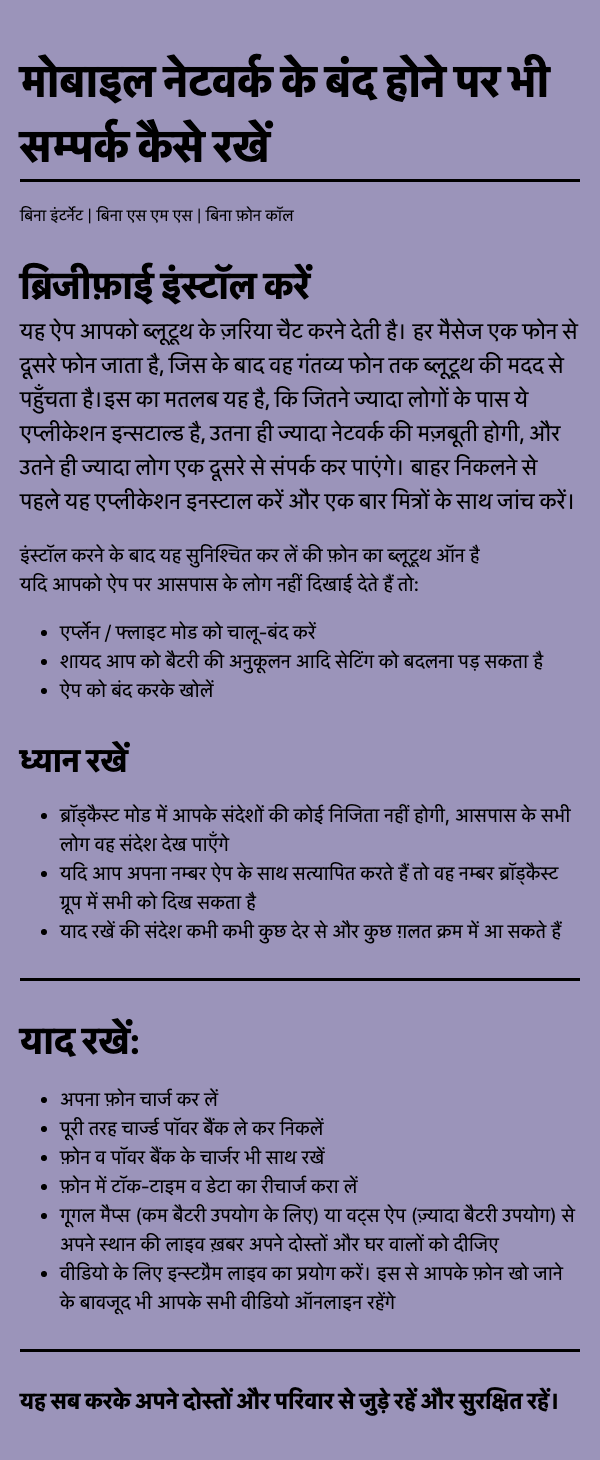 मोबाइल नेटवर्क के बंद होने पर भी
सम्पर्क कैसे रखें
बिना इंटर्नेट | बिना एस एम एस | बिना फ़ोन कॉल
ब्रिजीफ़ाई इंस्टॉल करें
यह ऐप आपको ब्लूटूथ के ज़रिया चैट करने देती है। हर मैसेज एक फोन से
दूसरे फोन जाता है, जिस के बाद वह गंतव्य फोन तक ब्लूटूथ की मदद से
पहुँचता है।इस का मतलब यह है, कि जितने ज्यादा लोगों के पास ये
एप्लीकेशन इन्सटाल्ड है, उतना ही ज्यादा नेटवर्क की मज़बूती होगी, और
उतने ही ज्यादा लोग एक दूसरे से संपर्क कर पाएंगे। बाहर निकलने से
पहले यह एप्लीकेशन इनस्टाल करें और एक बार मित्रों के साथ जांच करें।
इंस्टॉल करने के बाद यह सुनिश्चित कर लें की फ़ोन का ब्लूटूथ ऑन है
यदि आपको ऐप पर आसपास के लोग नहीं दिखाई देते हैं तो:
• एर्प्लेन / फ्लाइट मोड को चालू-बंद करें
• शायद आप को बैटरी की अनुकूलन आदि सेटिंग को बदलना पड़ सकता है
• ऐप को बंद करके खोलें
ध्यान रखें
• ब्रॉड्कैस्ट मोड में आपके संदेशों की कोई निजिता नहीं होगी, आसपास के सभी
लोग वह संदेश देख पाएँगे
• यदि आप अपना नम्बर ऐप के साथ सत्यापित करते हैं तो वह नम्बर ब्रॉड्कैस्ट
ग्रूप में सभी को दिख सकता है
• याद रखें की संदेश कभी कभी कुछ देर से और कुछ ग़लत क्रम में आ सकते हैं
याद रखें:
• अपना फ़ोन चार्ज कर लें
• पूरी तरह चार्ज्ड पॉवर बैंक ले कर निकलें
• फ़ोन व पॉवर बैंक के चार्जर भी साथ रखें
• फ़ोन में टॉक-टाइम व डेटा का रीचार्ज करा लें
• गूगल मैप्स (कम बैटरी उपयोग के लिए) या वट्स ऐप (ज़्यादा बैटरी उपयोग) से
अपने स्थान की लाइव ख़बर अपने दोस्तों और घर वालों को दीजिए
• वीडियो के लिए इन्स्टग्रैम लाइव का प्रयोग करें। इस से आपके फ़ोन खो जाने
के बावजूद भी आपके सभी वीडियो ऑनलाइन रहेंगे
यह सब करके अपने दोस्तों और परिवार से जुड़े रहें और सुरक्षित रहें।